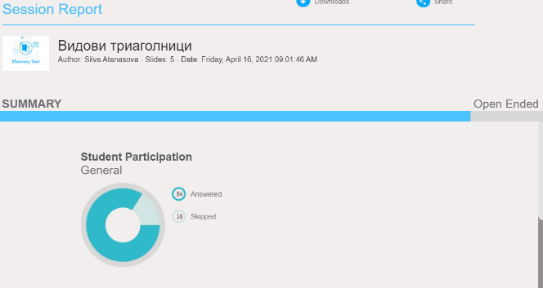 Downloads
Share
Session Report
Memory Test
Видови триаголници
Author: Silva Atanasova - Slides: 5 - Date: Friday, April 16, 2021 09:01:46 AM
SUMMARY
Open Ended
Student Participation
General
84 Answered
16 Skipped